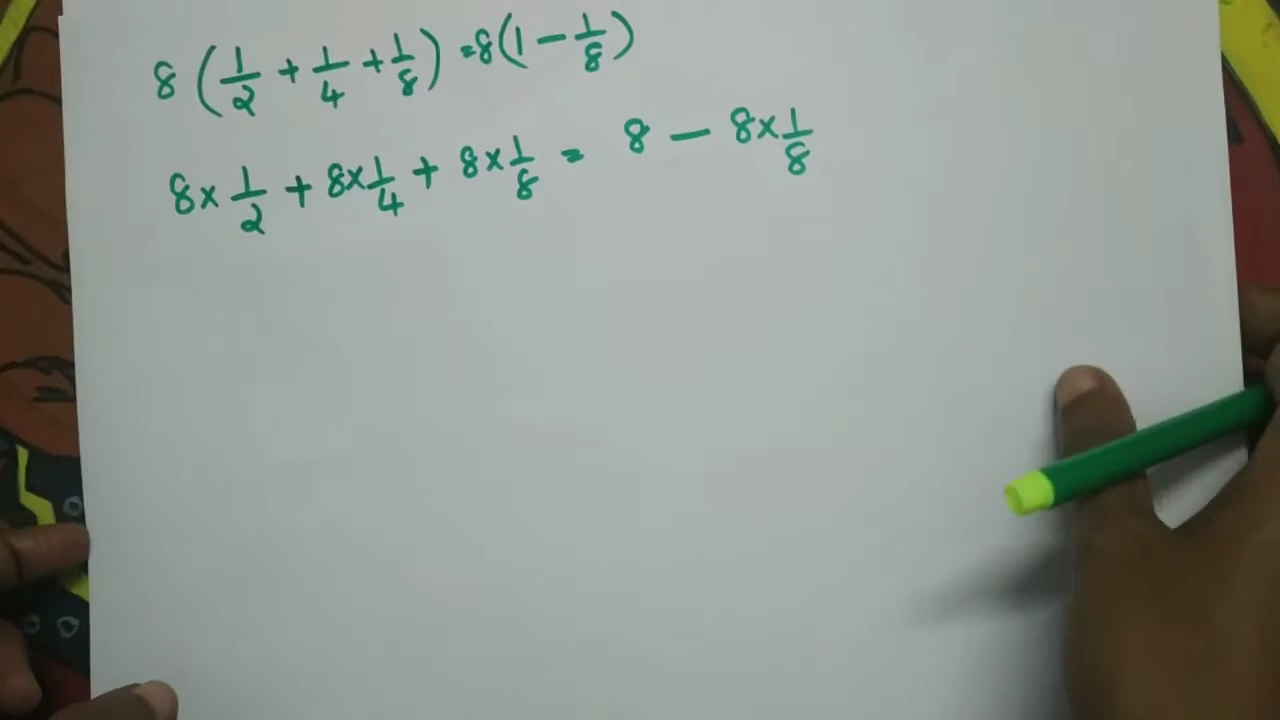 8 (1/2 + 1/4 + 1/8) = 8(1 - 1/8)
8 × 1/2 + 8 × 1/4 + 8 × 1/8 = 8 - 8 × 1/8